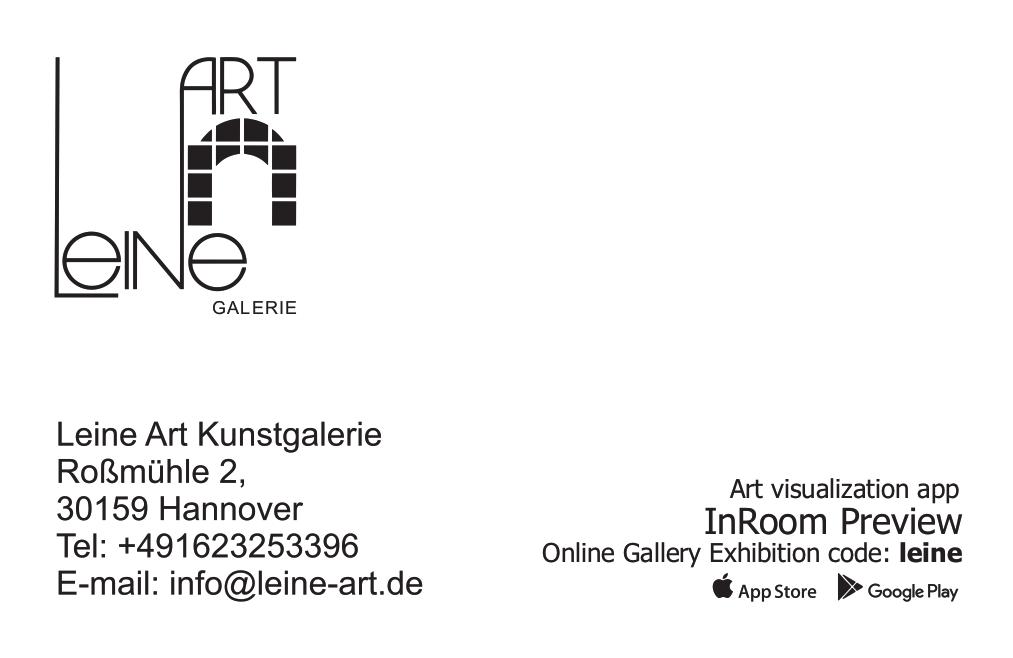 ART
Leine
GALERIE
Leine Art Kunstgalerie
Roßmühle 2,
30159 Hannover
Tel: +491623253396
E-mail: info@leine-art.de
Art visualization app
InRoom Preview
Online Gallery Exhibition code: leine
App Store Google Play